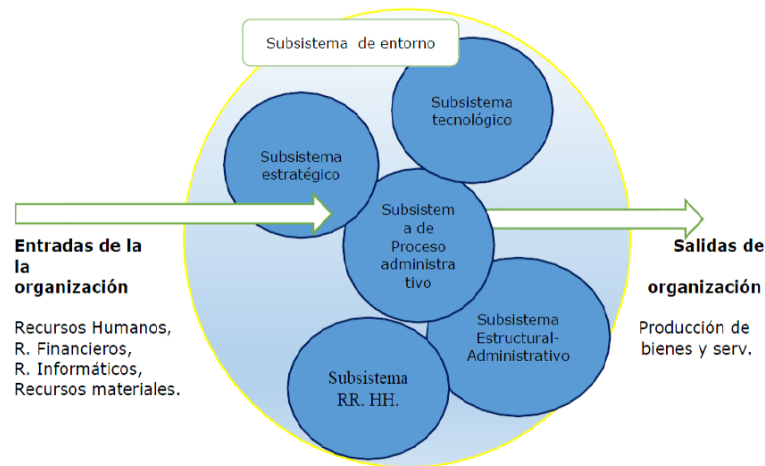 Subsistema de entorno
Subsistema
tecnológico
Subsistema
estratégico
Subsistem
a de
Proceso
administra
tivo
Entradas de la
la
organización
Recursos Humanos,
R. Financieros,
R. Informáticos,
Recursos materiales.
Salidas de
organización
Producción de
bienes y serv.
Subsistema
Estructural-
Administrativo
Subsistema
RR. HH.